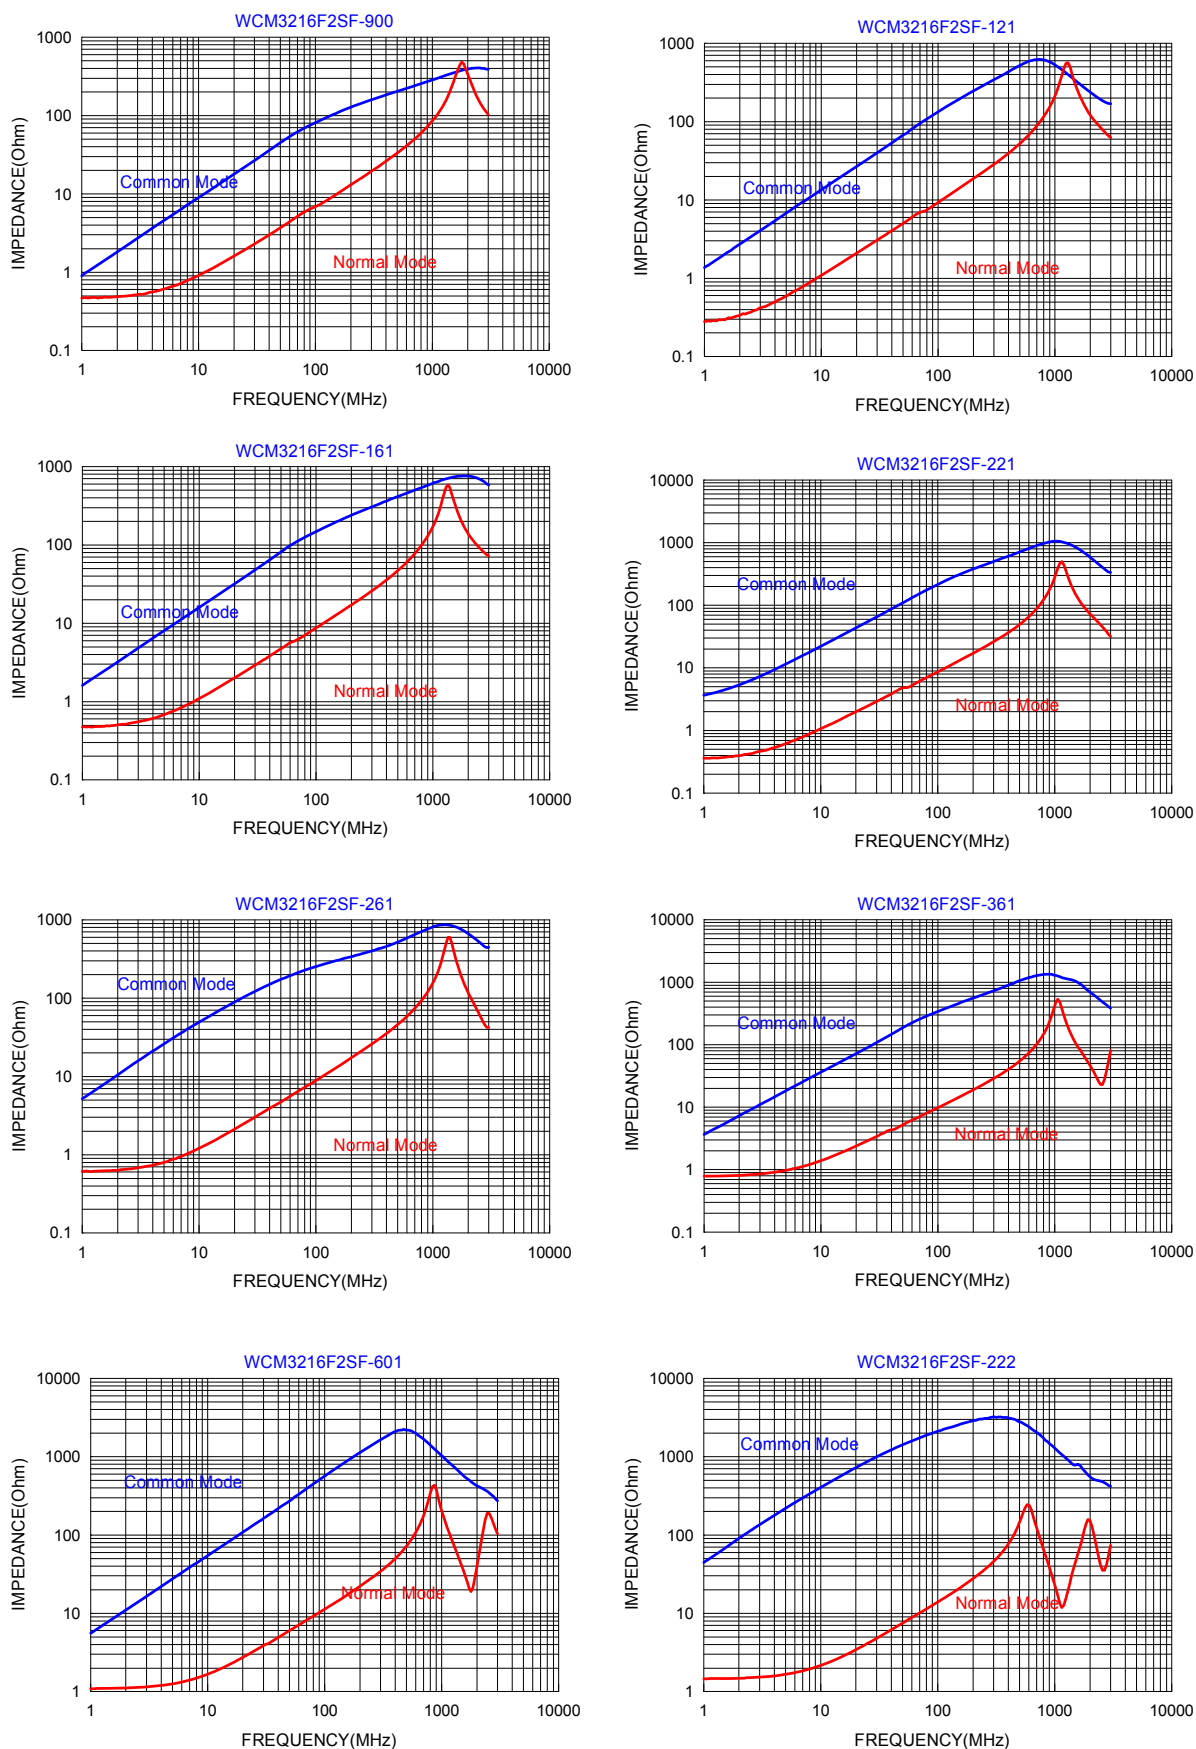 WCM3216F2SF-900
1000
100
10
1
0.1
IMPEDANCE(Ohm)
Common Mode
Normal Mode
1 10 100 1000 10000
FREQUENCY(MHz)
WCM3216F2SF-121
1000
100
10
1
0.1
IMPEDANCE(Ohm)
Common Mode
Normal Mode
1 10 100 1000 10000
FREQUENCY(MHz)
WCM3216F2SF-161
1000
100
10
1
0.1
IMPEDANCE(Ohm)
Common Mode
Normal Mode
1 10 100 1000 10000
FREQUENCY(MHz)
WCM3216F2SF-221
10000
1000
100
10
1
0.1
IMPEDANCE(Ohm)
Common Mode
Normal Mode
1 10 100 1000 10000
FREQUENCY(MHz)
WCM3216F2SF-261
1000
100
10
1
0.1
IMPEDANCE(Ohm)
Common Mode
Normal Mode
1 10 100 1000 10000
FREQUENCY(MHz)
WCM3216F2SF-361
10000
1000
100
10
1
0.1
IMPEDANCE(Ohm)
Common Mode
Normal Mode
1 10 100 1000 10000
FREQUENCY(MHz)
WCM3216F2SF-601
10000
1000
100
10
1
IMPEDANCE(Ohm)
Common Mode
Normal Mode
1 10 100 1000 10000
FREQUENCY(MHz)
WCM3216F2SF-222
10000
1000
100
10
1
IMPEDANCE(Ohm)
Common Mode
Normal Mode
1 10 100 1000 10000
FREQUENCY(MHz)